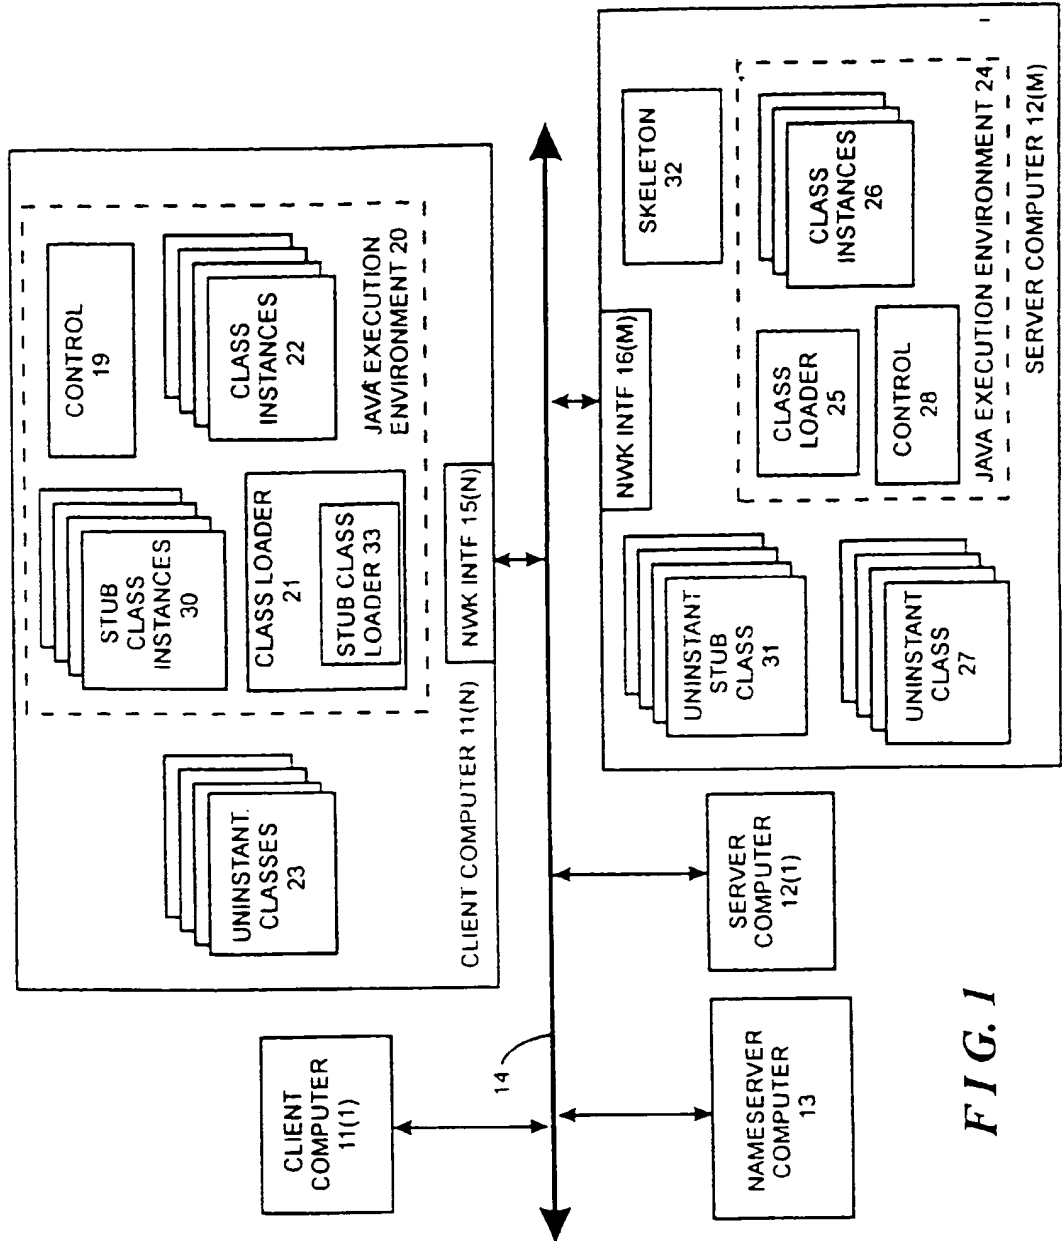 CLIENT
COMPUTER
11(1)
UNINSTANT.
CLASSES
23
STUB
CLASS
INSTANCES
30
CONTROL
19
CLASS LOADER
21
STUB CLASS
LOADER 33
CLASS
INSTANCES
22
JAVA EXECUTION
ENVIRONMENT 20
CLIENT COMPUTER 11(N)
NWK INTF 15(N)
14
NAMESERVER
COMPUTER
13
SERVER
COMPUTER
12(1)
NWK INTF 16(M)
SKELETON
32
UNINSTANT
STUB
CLASS
31
UNINSTANT
CLASS
27
CLASS
LOADER
25
CLASS
INSTANCES
26
CONTROL
28
JAVA EXECUTION ENVIRONMENT 24
SERVER COMPUTER 12(M)
FIG. 1